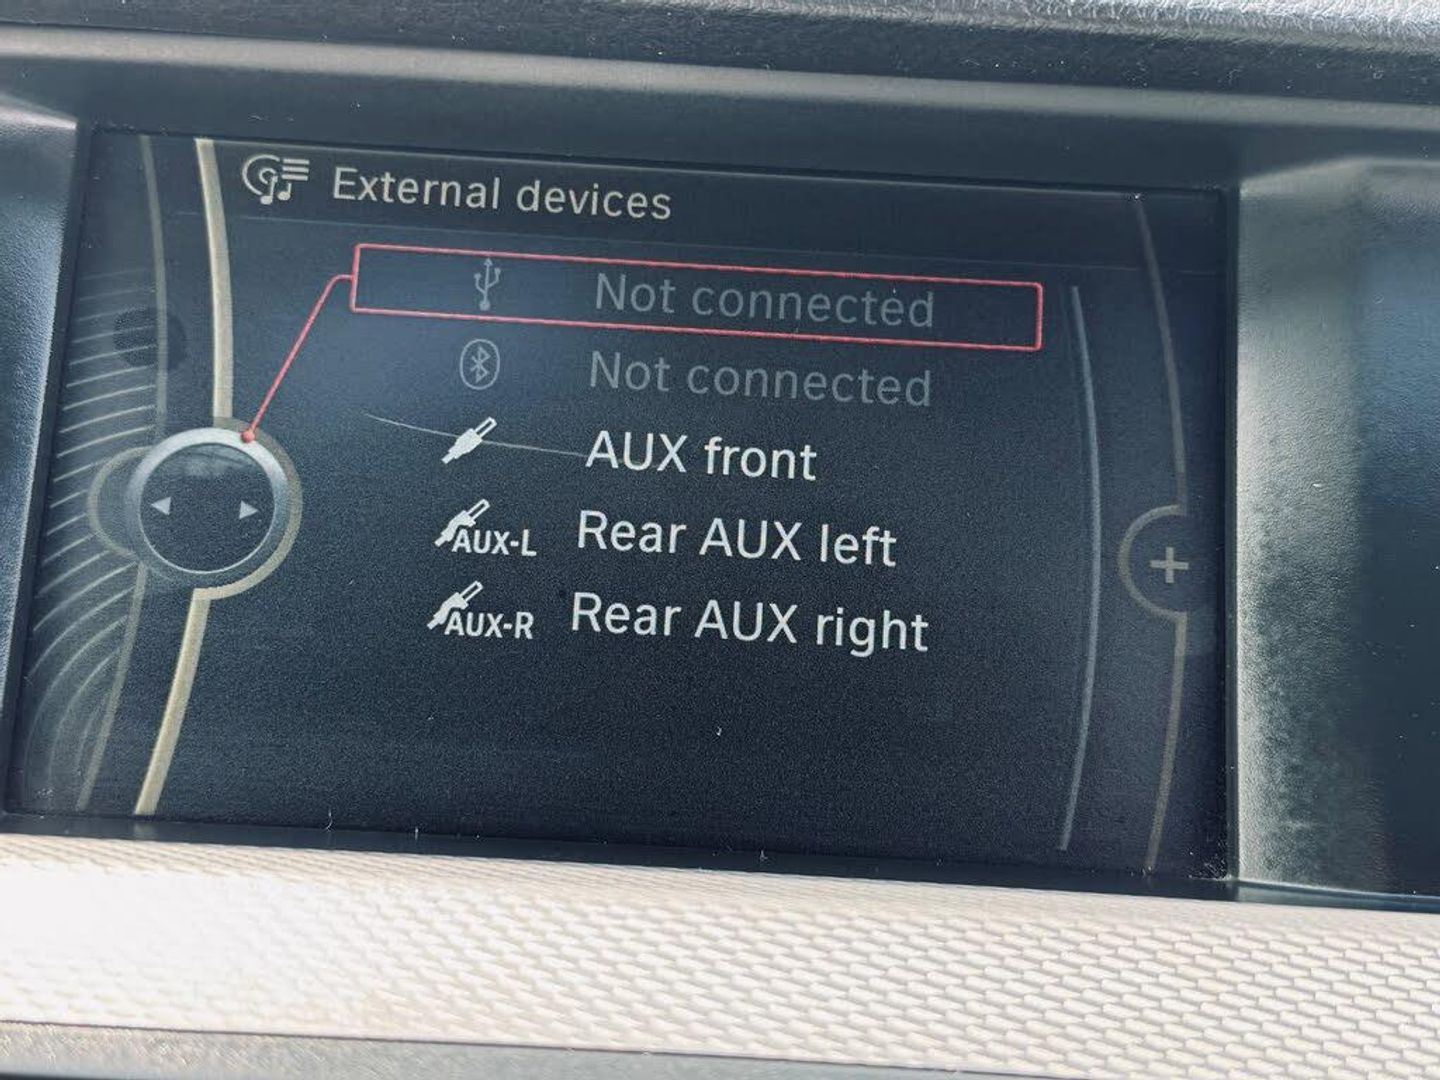 External devices
Not connected
Not connected
AUX front
AUX-L Rear AUX left
AUX-R Rear AUX right